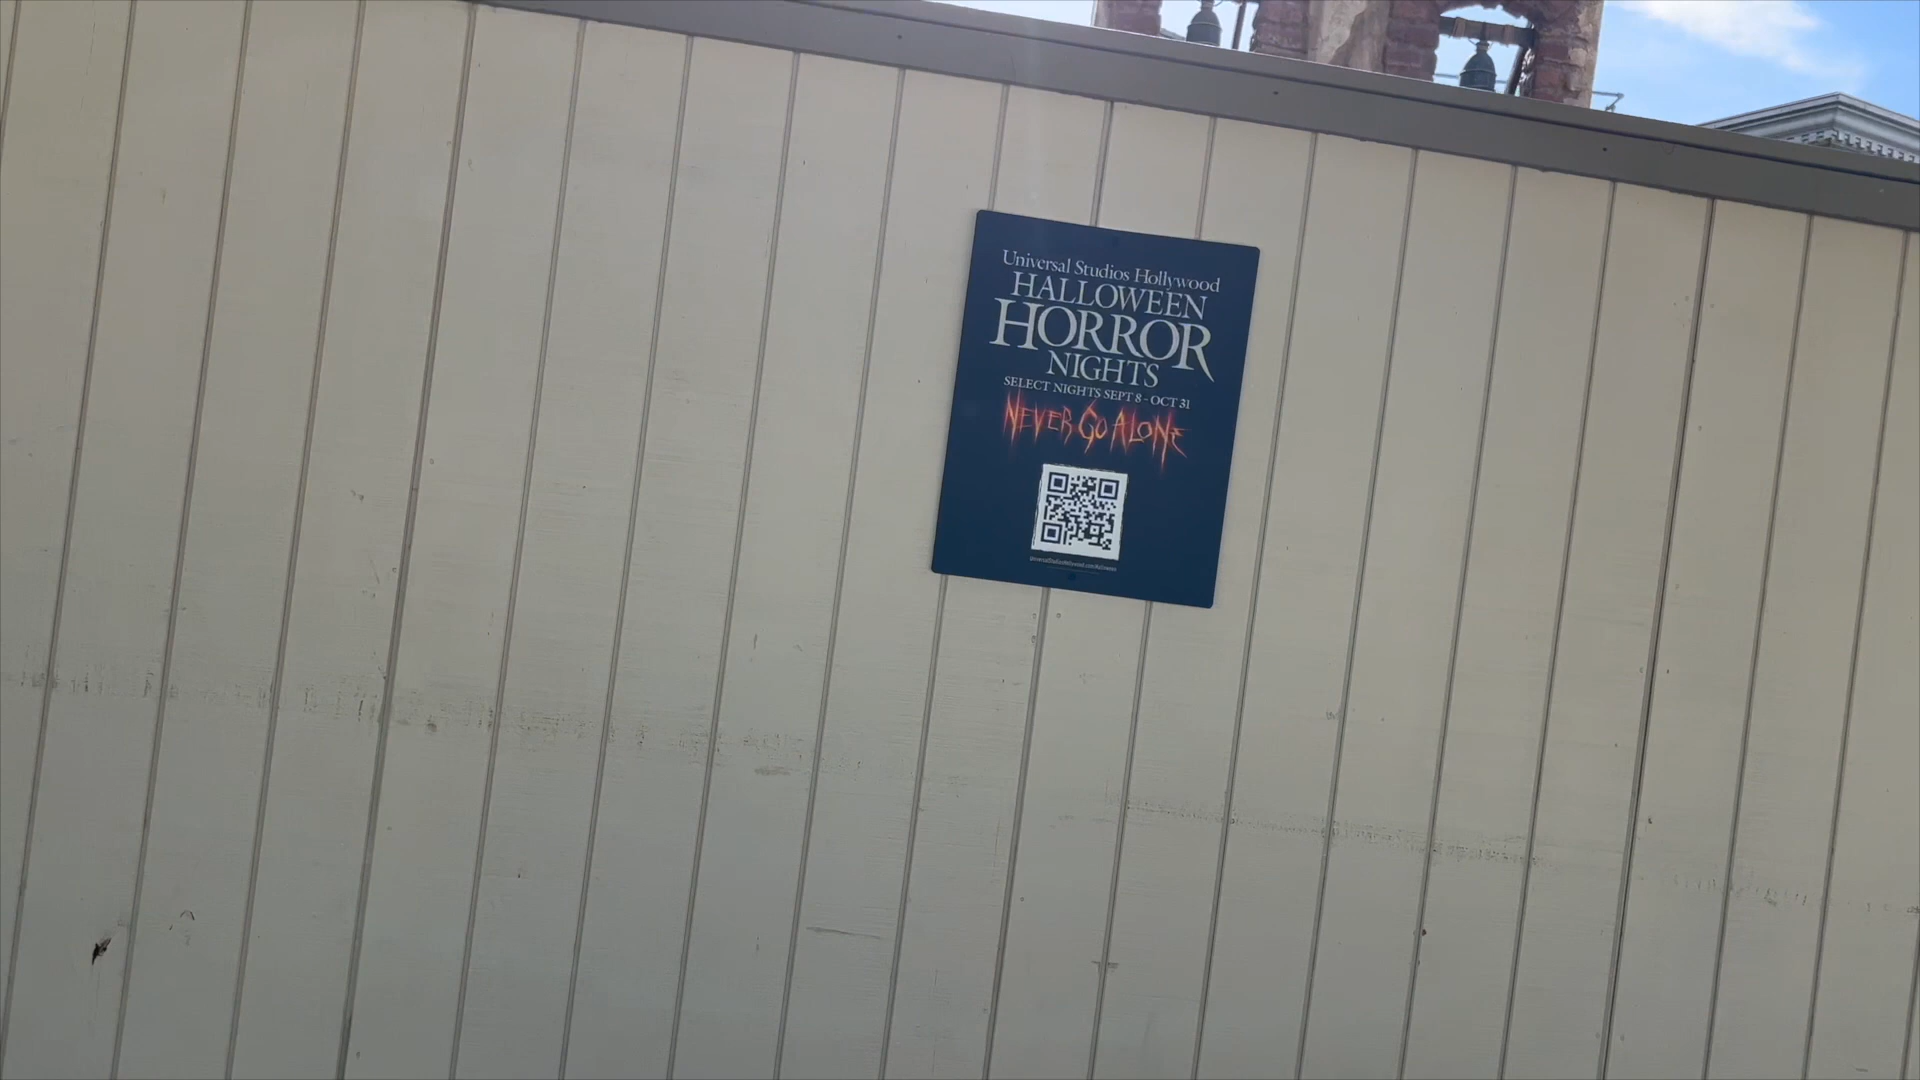 Universal Studios Hollywood
HALLOWEEN
HORROR
NIGHTS
SELECT NIGHTS SEPT 8 - OCT 31
NEVER GO ALONE